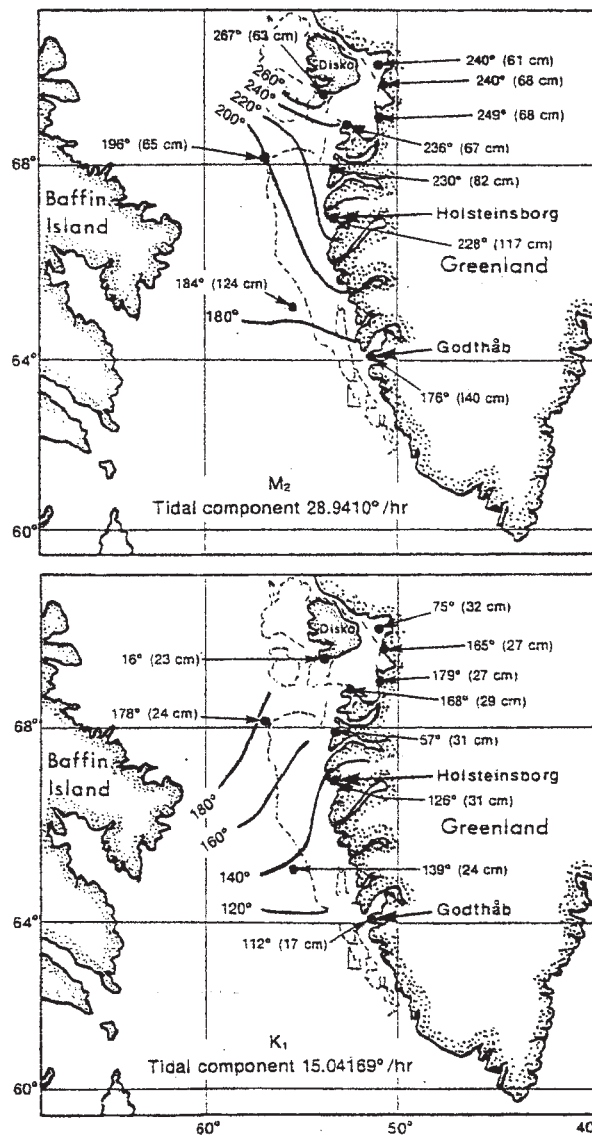 267° (63 cm)
Disko
240° (61 cm)
260°
240°
240° (68 cm)
220°
200°
249° (68 cm)
196° (65 cm)
236° (67 cm)
68°
230° (82 cm)
Baffin
Island
Holsteinsborg
228° (117 cm)
Greenland
184° (124 cm)
180°
64°
Godthåb
176° (140 cm)
M2
Tidal component 28.9410°/hr
60°
75° (32 cm)
Disko
165° (27 cm)
16° (23 cm)
179° (27 cm)
168° (29 cm)
178° (24 cm)
68°
57° (31 cm)
Baffin
Island
Holsteinsborg
180°
126° (31 cm)
160°
Greenland
140°
139° (24 cm)
120°
64°
Godthåb
112° (17 cm)
K1
Tidal component 15.04169°/hr
60°
60°
50°
40